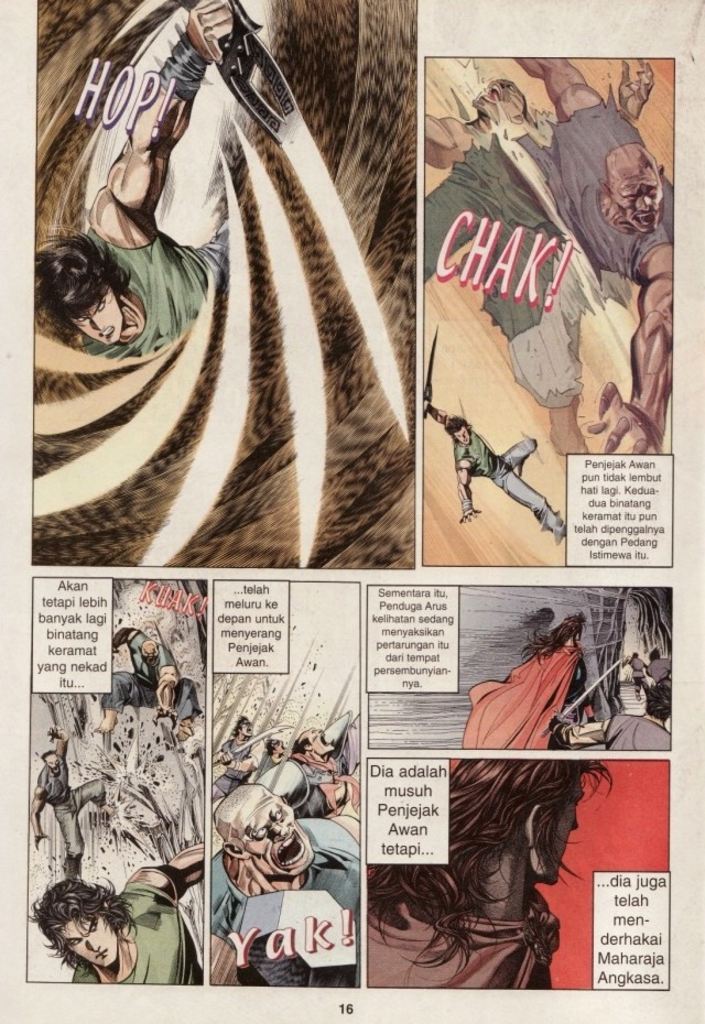 HOP!
CHAK!
Penjejak Awan
pun tidak lembut
hati lagi. Kedua-
dua binatang
keramat itu pun
telah dipenggalnya
dengan Pedang
Istimewa itu.
Akan
tetapi lebih
banyak lagi
binatang
keramat
yang nekad
itu...
KUAK!
...telah
meluru ke
depan untuk
menyerang
Penjejak
Awan.
Yak!
Sementara itu,
Penduga Arus
kelihatan sedang
menyaksikan
pertarungan itu
dari tempat
persembunyian-
nya.
Dia adalah
musuh
Penjejak
Awan
tetapi...
...dia juga
telah
men-
derhakai
Maharaja
Angkasa.
16